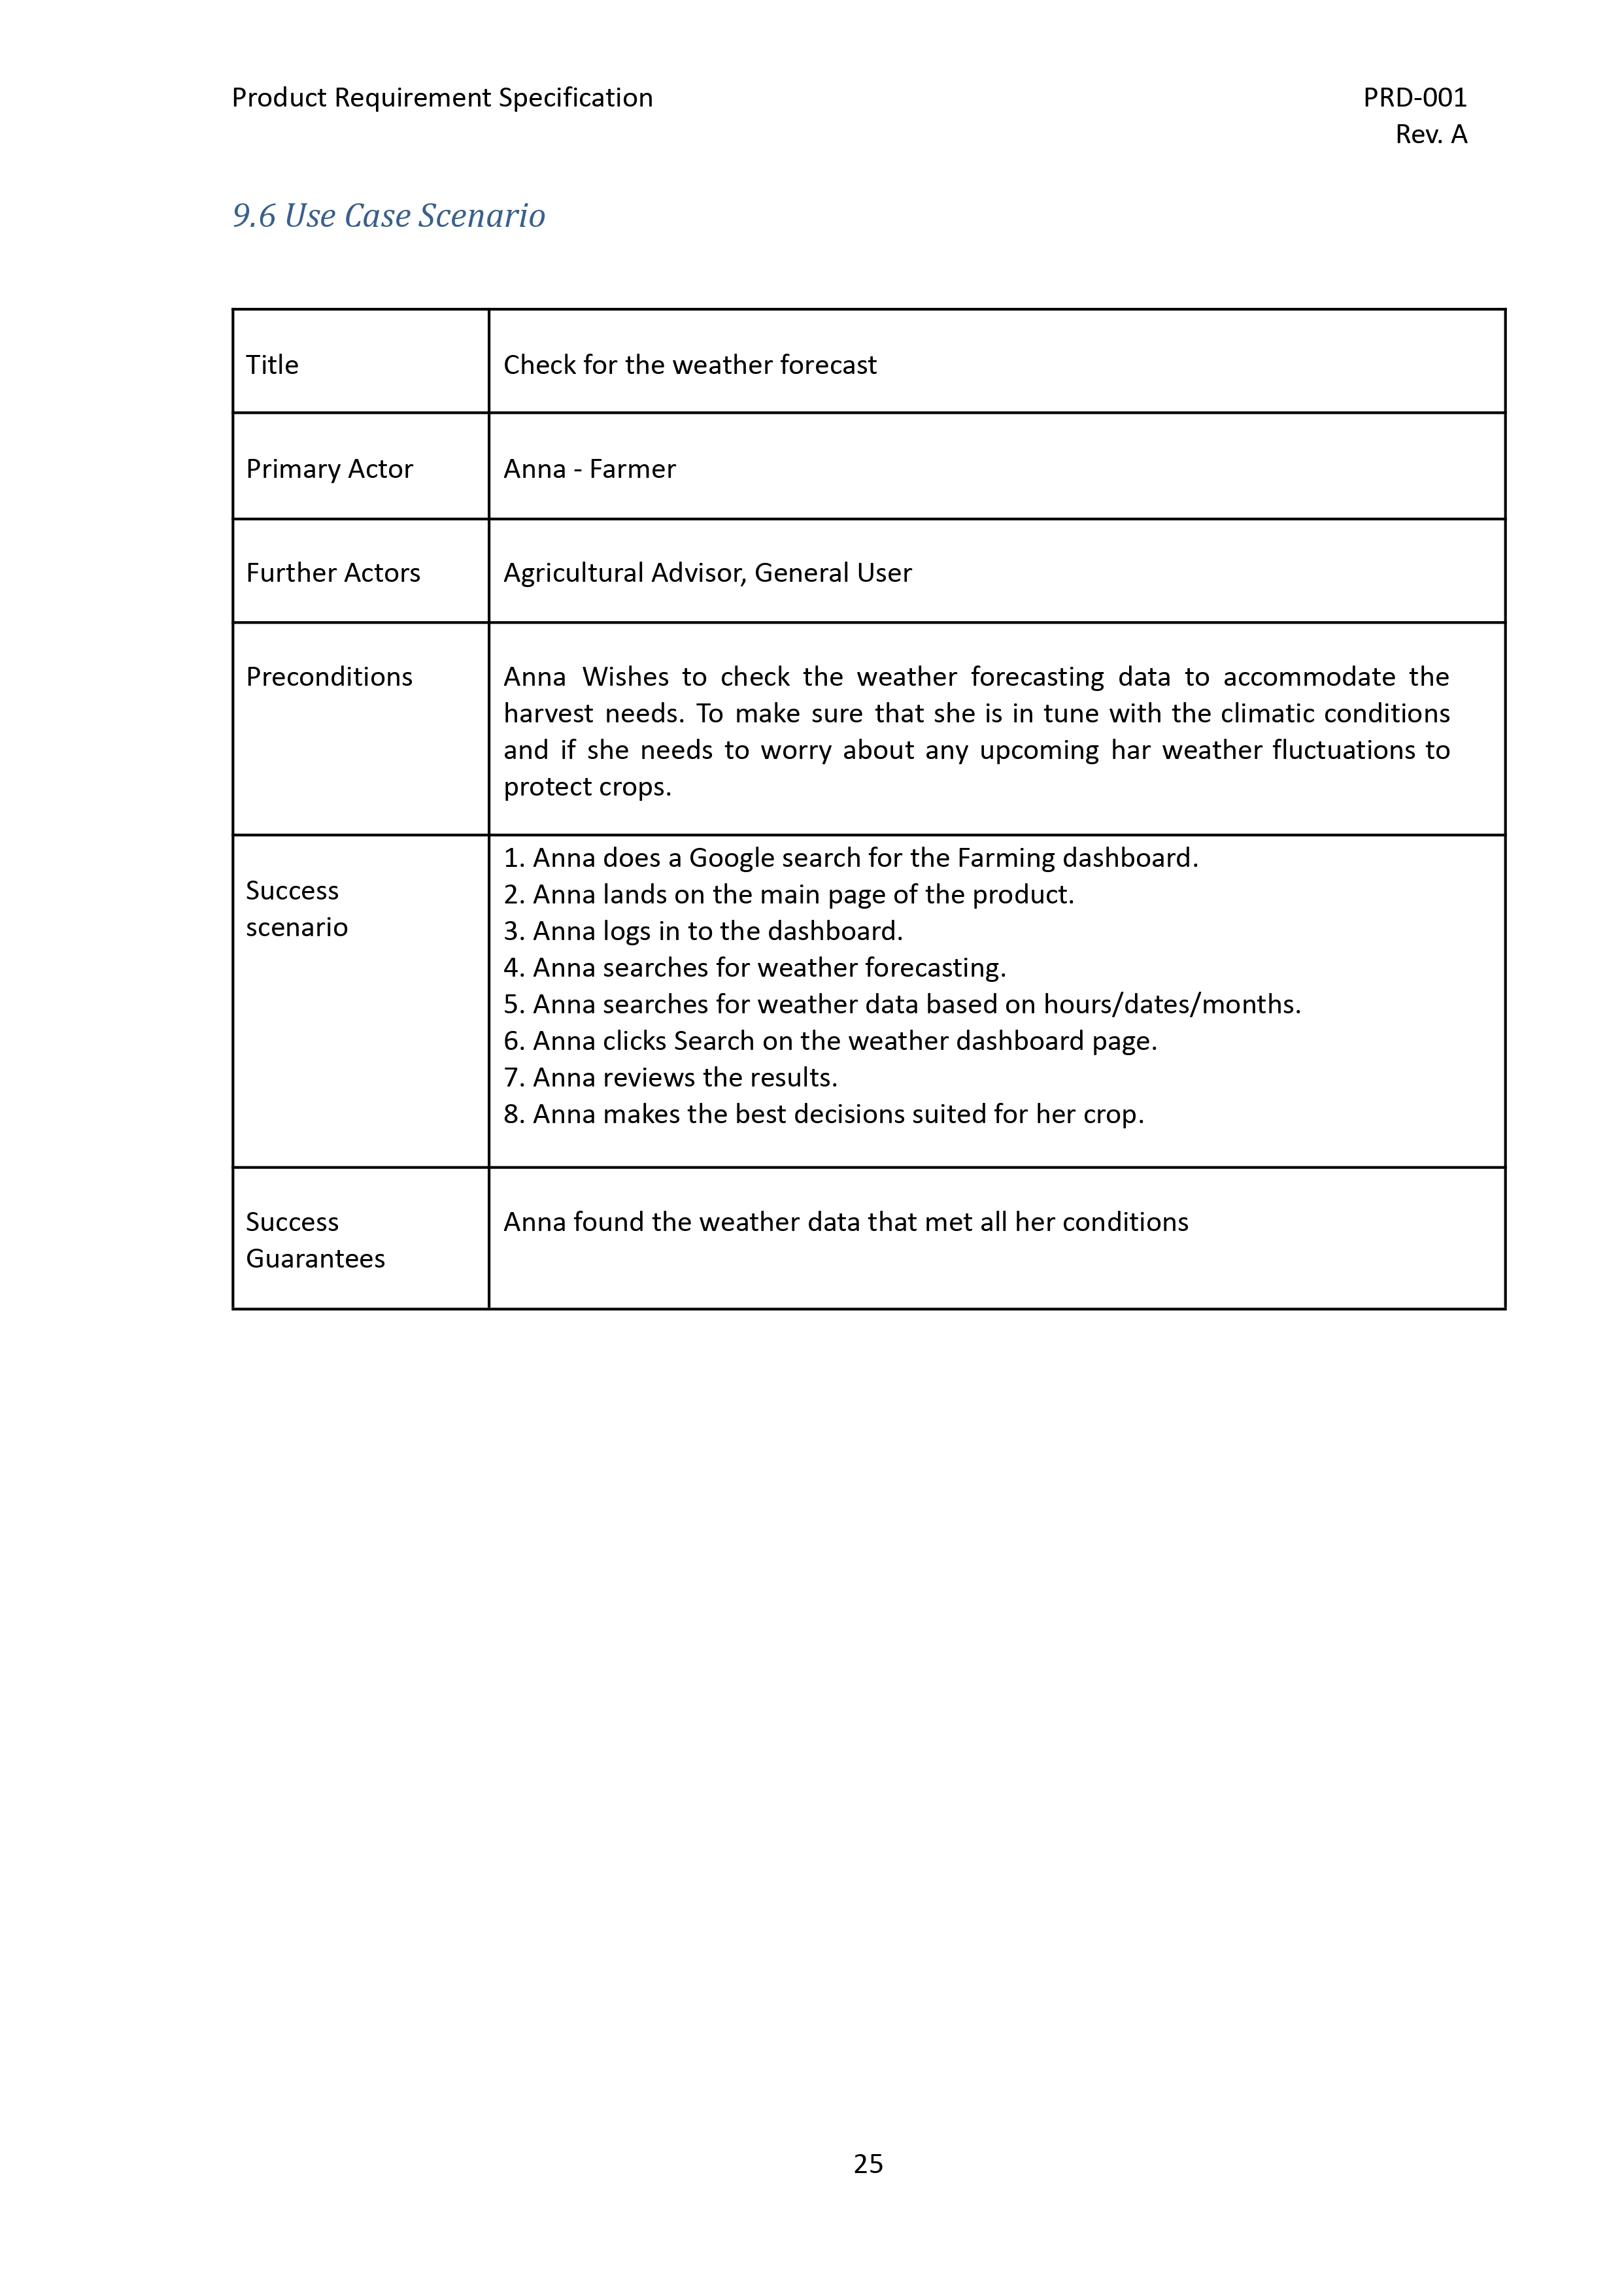 Product Requirement Specification
PRD-001
Rev. A
9.6 Use Case Scenario
Title
Check for the weather forecast
Primary Actor
Anna - Farmer
Further Actors
Agricultural Advisor, General User
Preconditions
Anna Wishes to check the weather forecasting data to accommodate the
harvest needs. To make sure that she is in tune with the climatic conditions
and if she needs to worry about any upcoming har weather fluctuations to
protect crops.
Success
scenario
1. Anna does a Google search for the Farming dashboard.
2. Anna lands on the main page of the product.
3. Anna logs in to the dashboard.
4. Anna searches for weather forecasting.
5. Anna searches for weather data based on hours/dates/months.
6. Anna clicks Search on the weather dashboard page.
7. Anna reviews the results.
8. Anna makes the best decisions suited for her crop.
Success
Guarantees
Anna found the weather data that met all her conditions
25